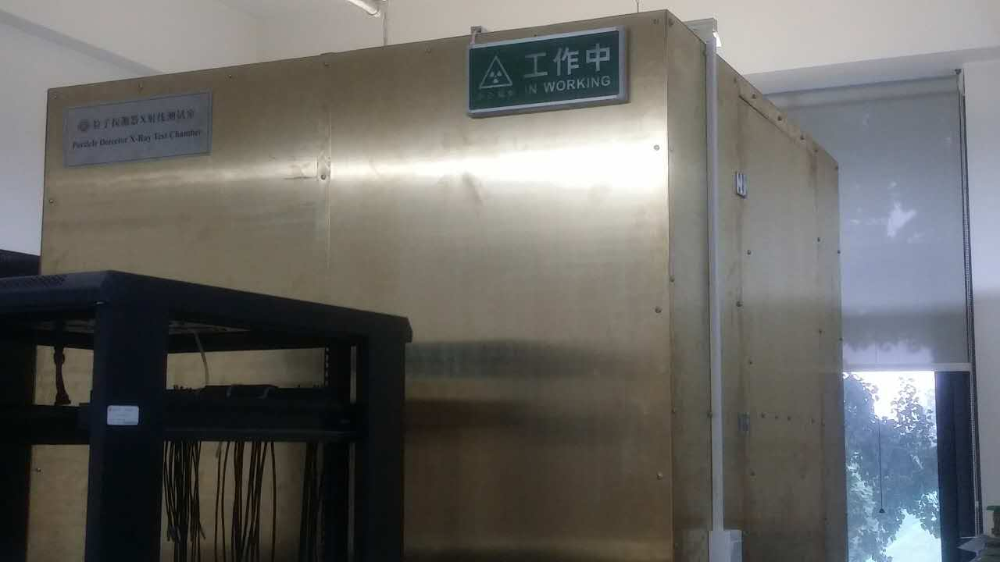 粒子探测器X射线测试室
Particle Detector X-Ray Test Chamber
工作中
IN WORKING